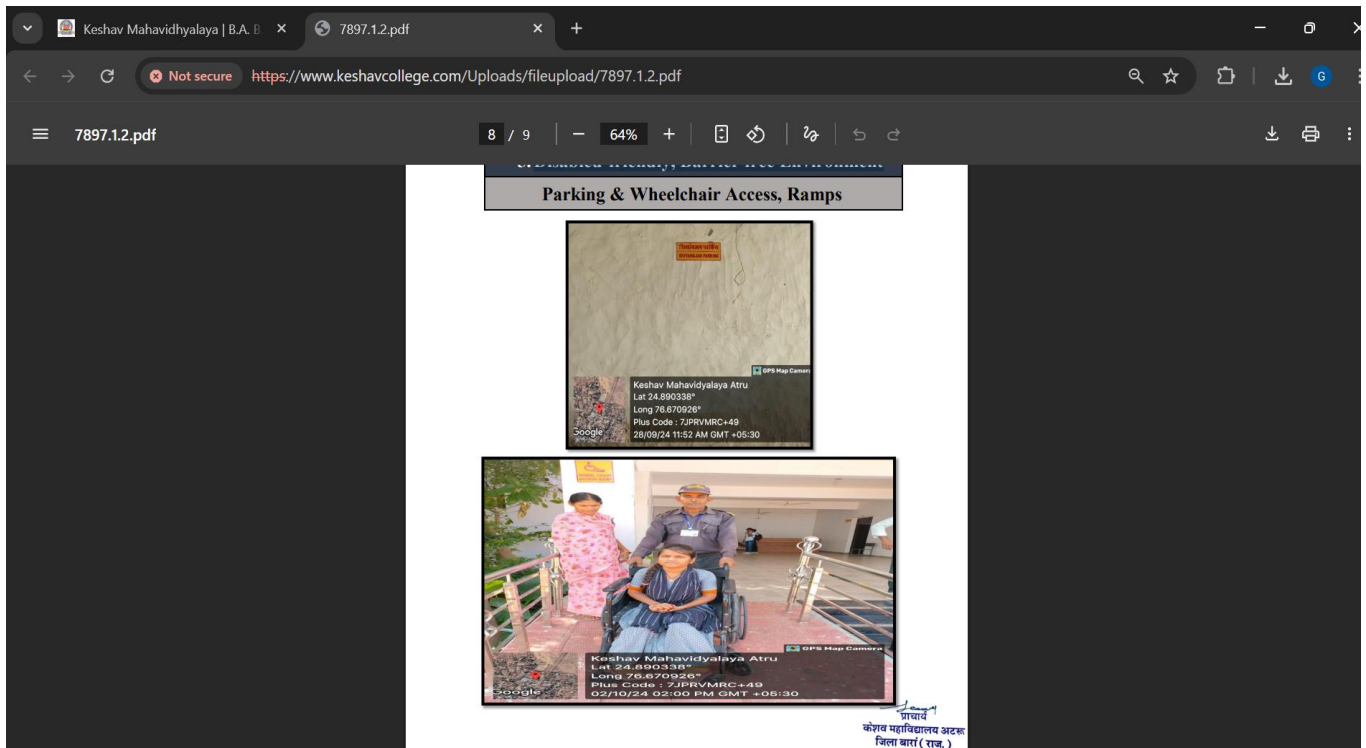 Keshav Mahavidhyalaya | B.A. B
7897.1.2.pdf
Not secure
https://www.keshavcollege.com/Uploads/fileupload/7897.1.2.pdf
G
7897.1.2.pdf
8 / 9
64%
Parking & Wheelchair Access, Ramps
DIVYANGJAN PARKING
GPS Map Camera
Keshav Mahavidyalaya Atru
Lat 24.890338°
Long 76.670926°
Plus Code : 7JPRVMRC+49
28/09/24 11:52 AM GMT +05:30
Google
GPS Map Camera
Keshav Mahavidyalaya Atru
Lat 24.890338°
Long 76.670926°
Plus Code : 7JPRVMRC+49
02/10/24 02:00 PM GMT +05:30
Google
प्राचार्य
केशव महाविद्यालय अटरू
जिला बारां ( राज. )